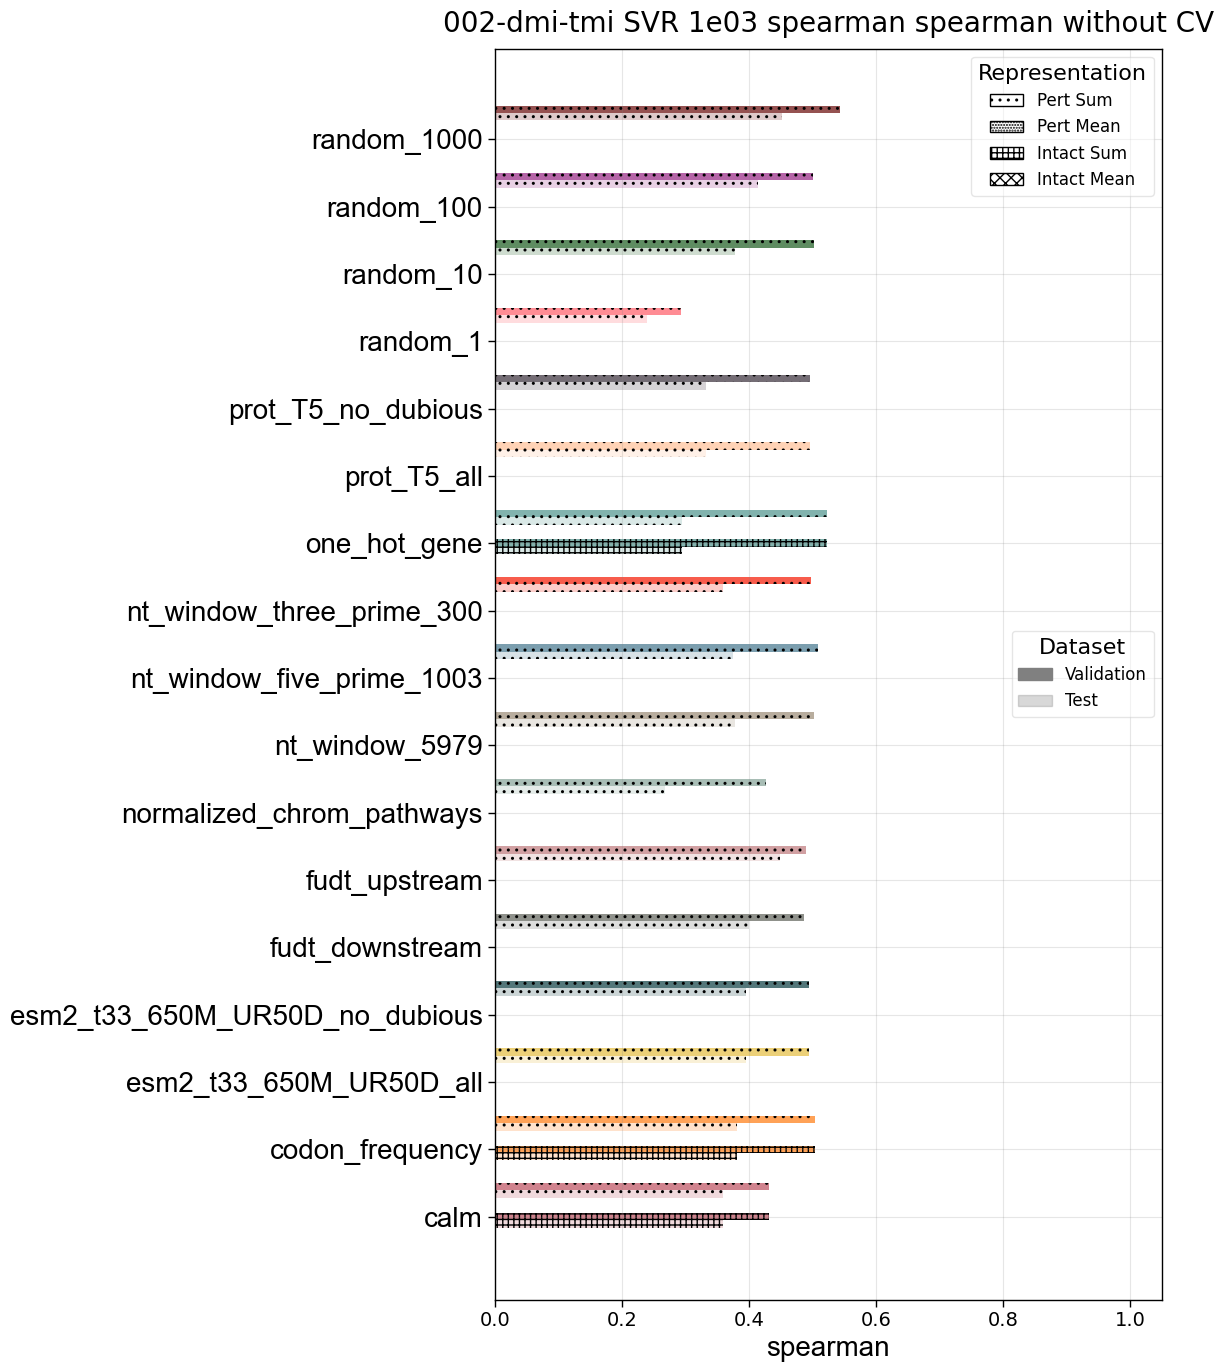 002-dmi-tmi SVR 1e03 spearman spearman without CV
Representation
Pert Sum
Pert Mean
Intact Sum
Intact Mean
random_1000
random_100
random_10
random_1
prot_T5_no_dubious
prot_T5_all
one_hot_gene
nt_window_three_prime_300
nt_window_five_prime_1003
nt_window_5979
normalized_chrom_pathways
fudt_upstream
fudt_downstream
esm2_t33_650M_UR50D_no_dubious
esm2_t33_650M_UR50D_all
codon_frequency
calm
Dataset
Validation
Test
0.0 0.2 0.4 0.6 0.8 1.0
spearman